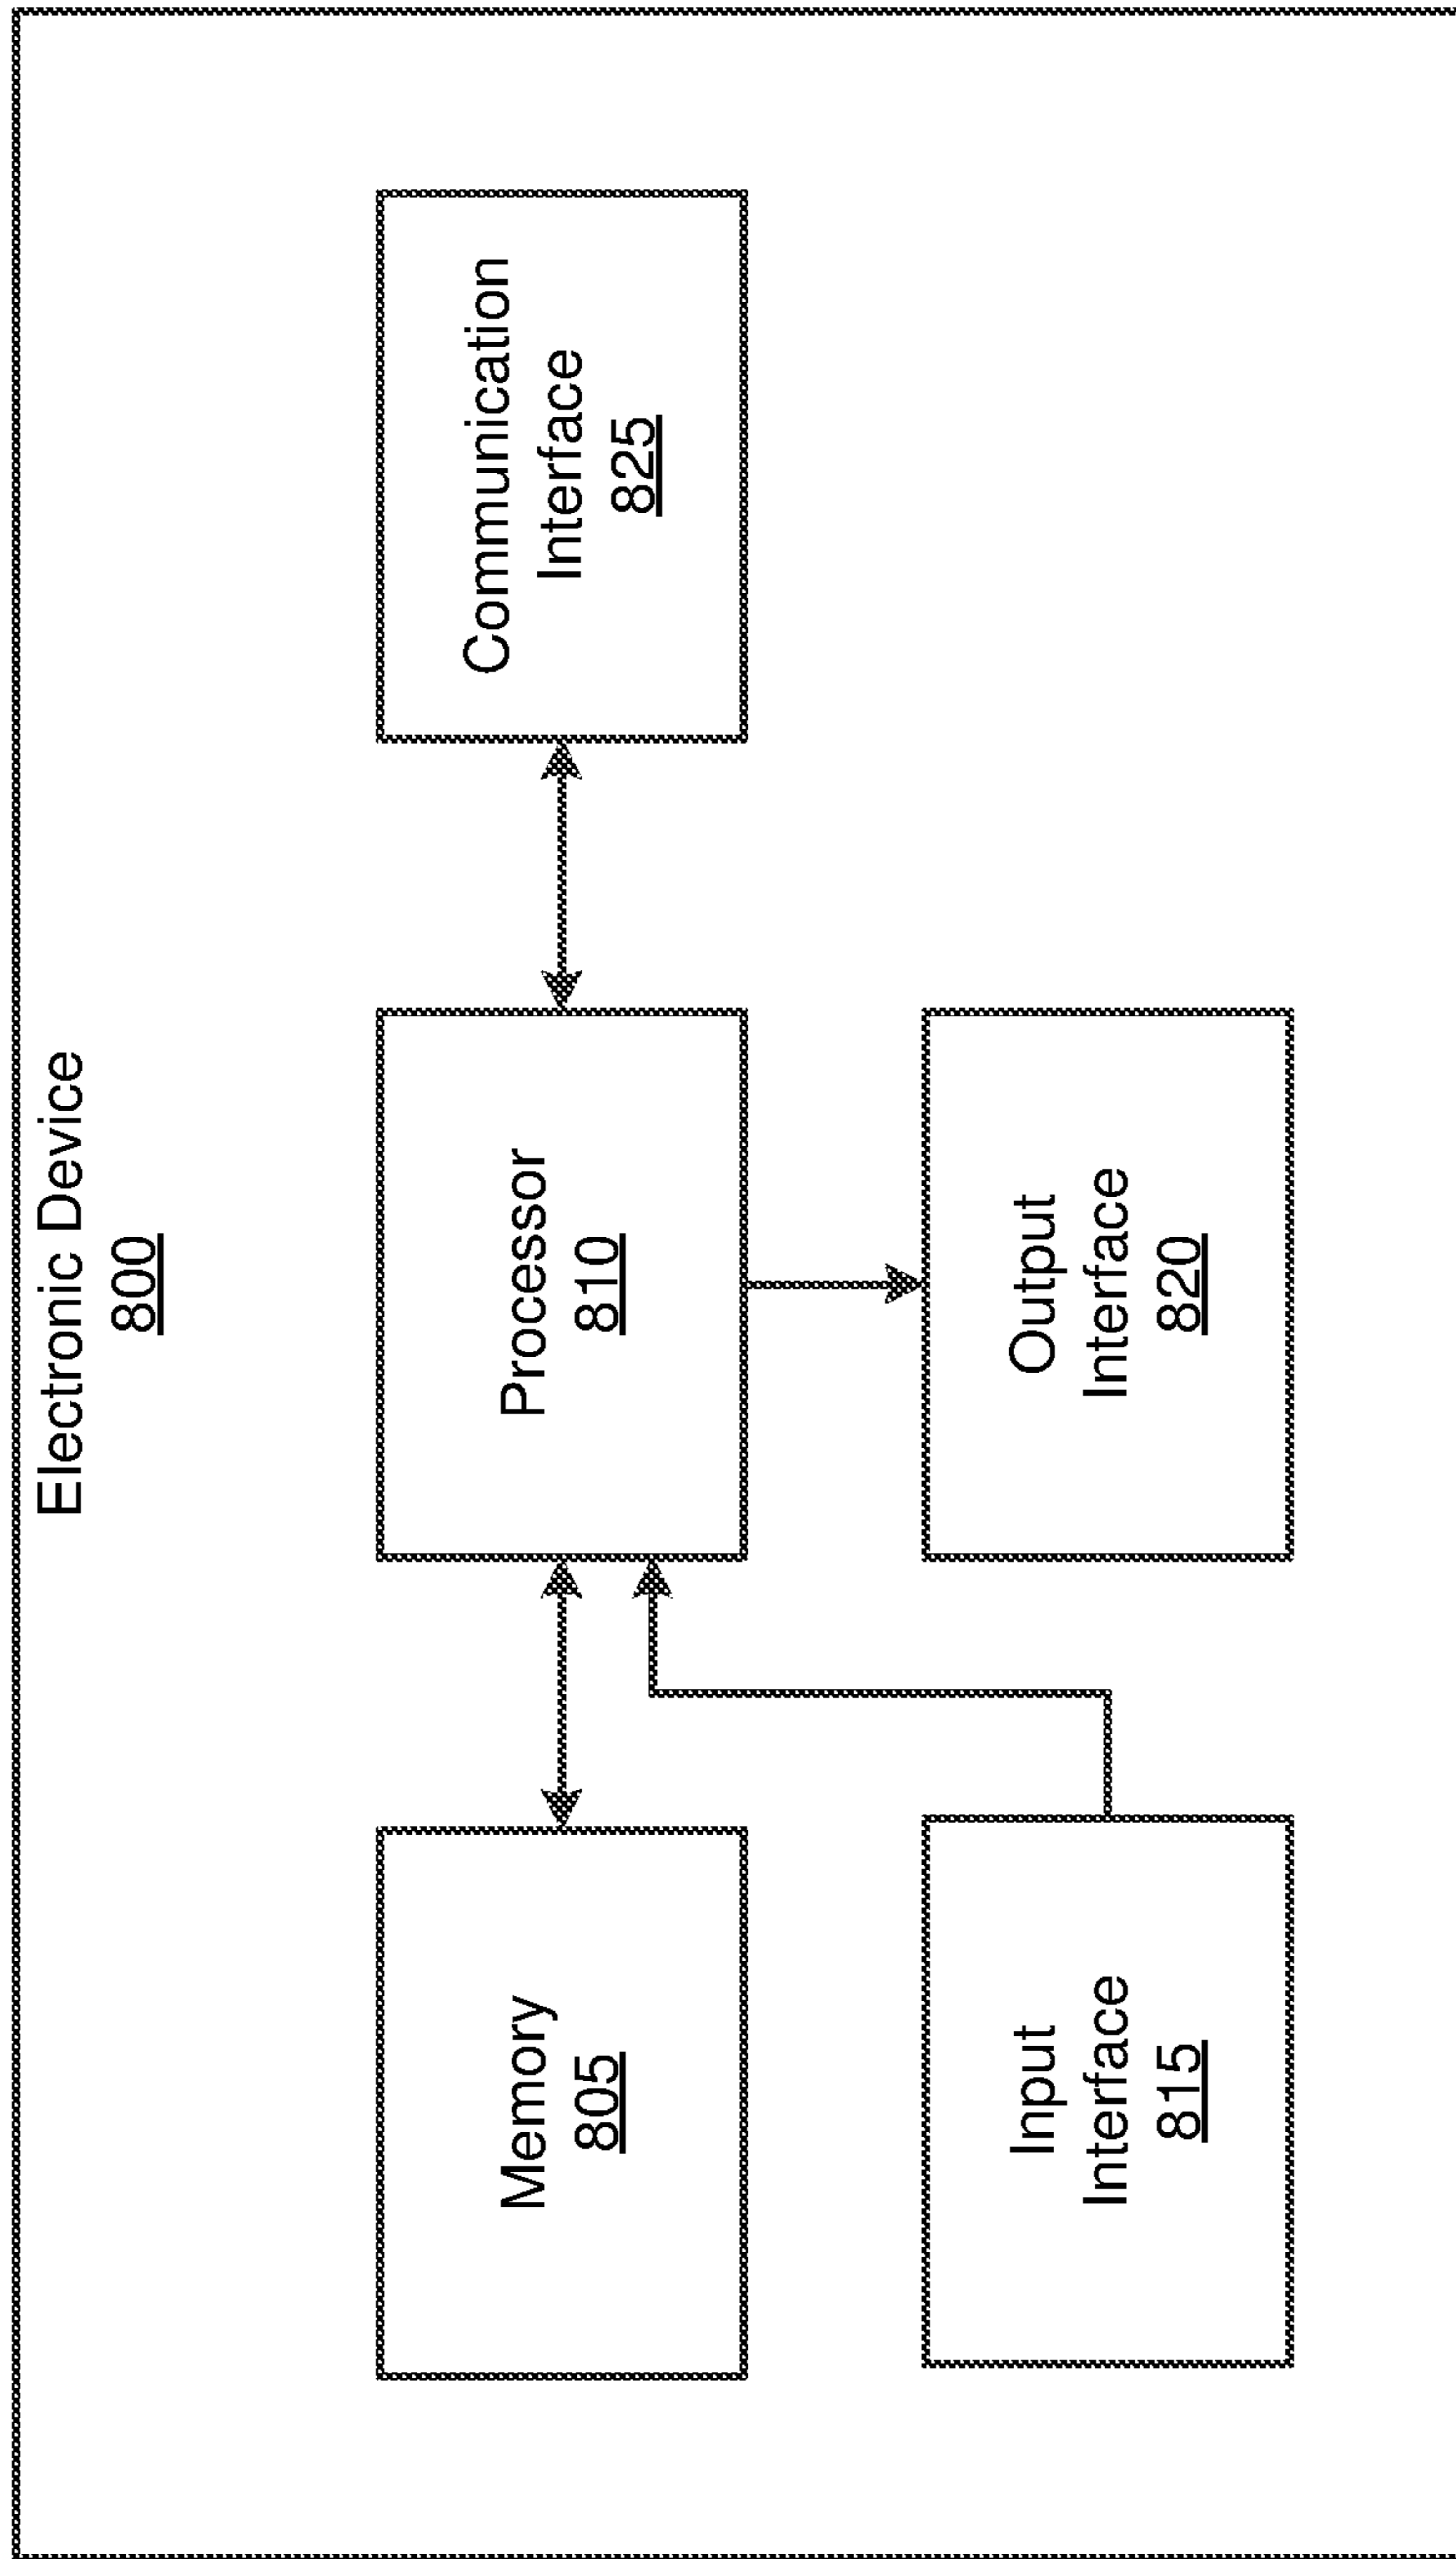 Electronic Device
800
Memory
805
Processor
810
Communication
Interface
825
Input
Interface
815
Output
Interface
820